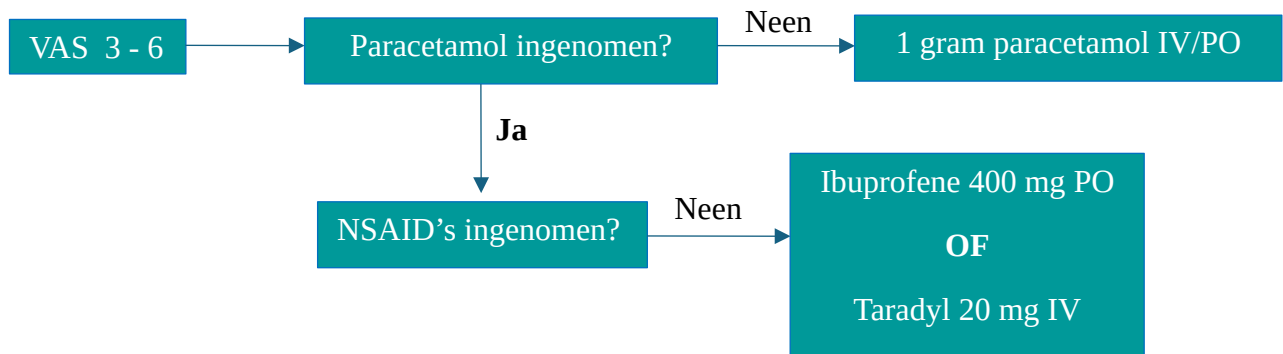 VAS  3 - 6
Paracetamol ingenomen?
Neen
1 gram paracetamol IV/PO
Ja
NSAID’s ingenomen?
Neen
Ibuprofene 400 mg PO
OF
Taradyl 20 mg IV